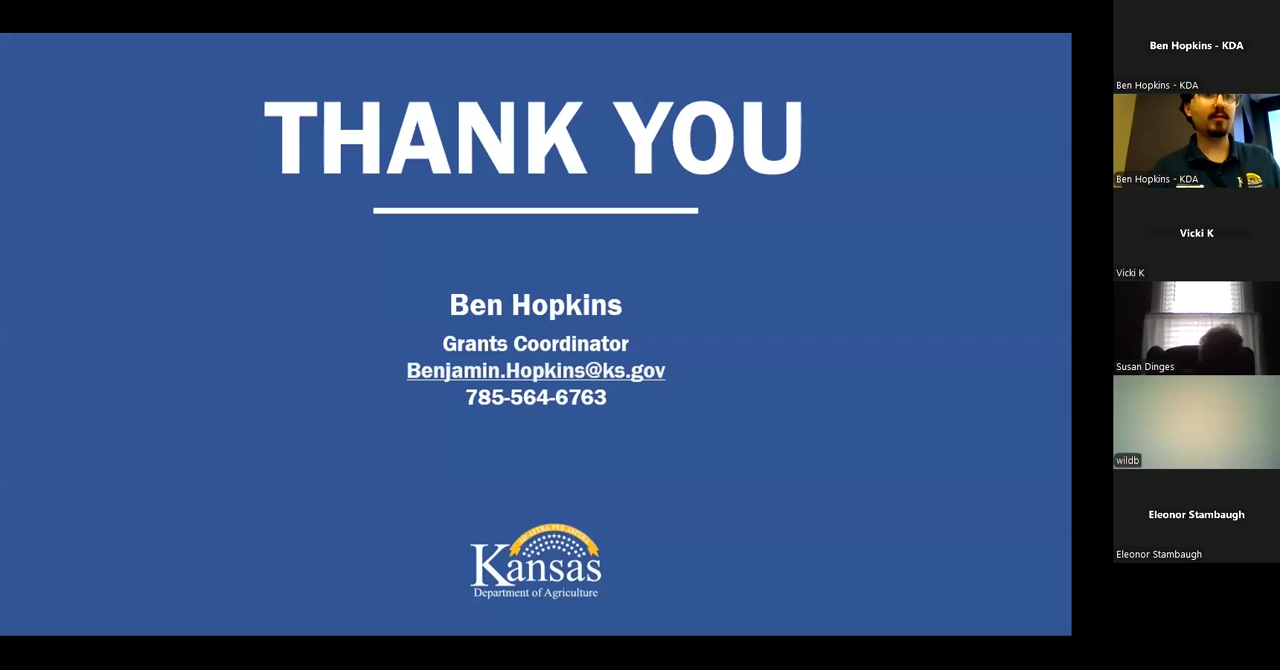 THANK YOU
Ben Hopkins
Grants Coordinator
Benjamin.Hopkins@ks.gov
785-564-6763
Kansas
Department of Agriculture
Ben Hopkins - KDA
Ben Hopkins - KDA
Kansas
Ben Hopkins - KDA
Vicki K
Vicki K
Susan Dinges
wildb
Eleonor Stambaugh
Eleonor Stambaugh